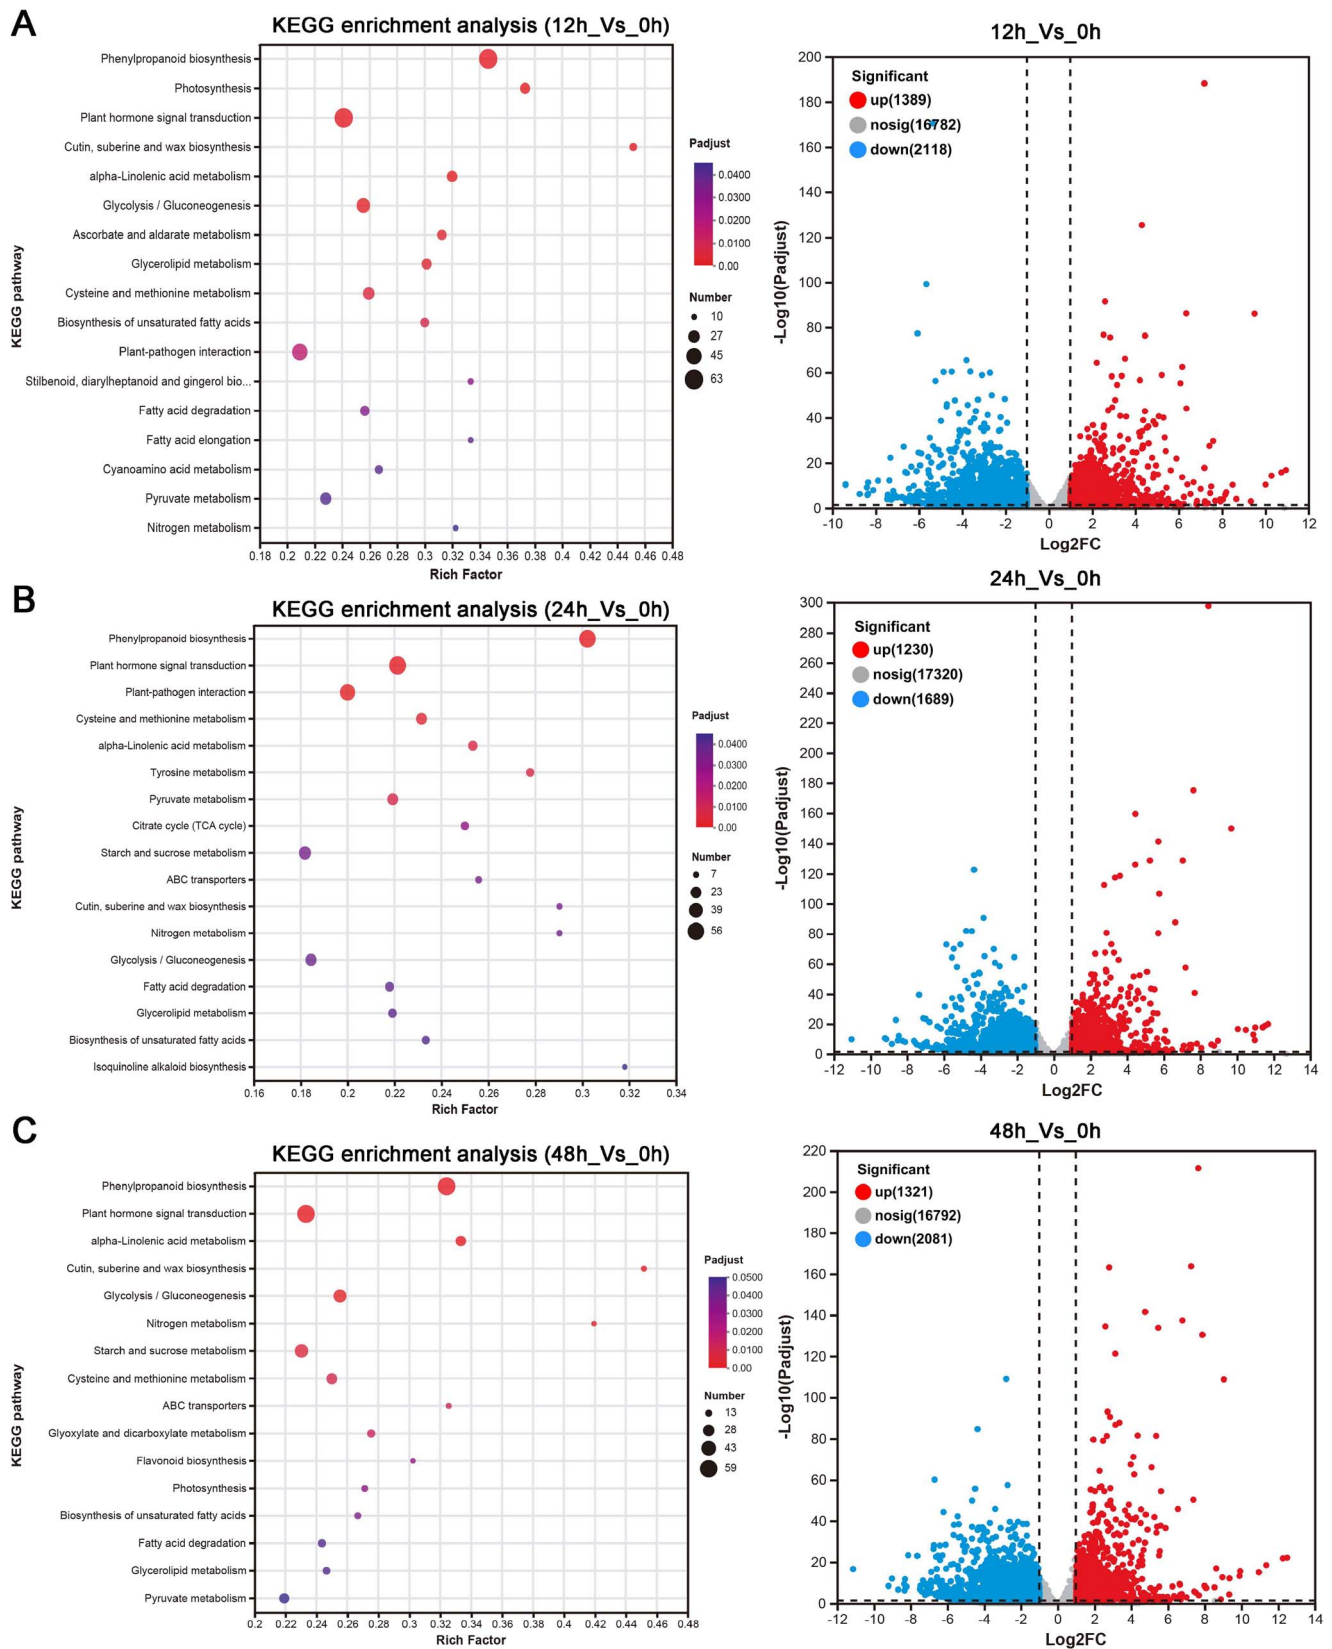 A
KEGG enrichment analysis (12h_Vs_0h)
KEGG pathway
Phenylpropanoid biosynthesis
Photosynthesis
Plant hormone signal transduction
Cutin, suberine and wax biosynthesis
alpha-Linolenic acid metabolism
Glycolysis / Gluconeogenesis
Ascorbate and aldarate metabolism
Glycerolipid metabolism
Cysteine and methionine metabolism
Biosynthesis of unsaturated fatty acids
Plant-pathogen interaction
Stilbenoid, diarylheptanoid and gingerol bio...
Fatty acid degradation
Fatty acid elongation
Cyanoamino acid metabolism
Pyruvate metabolism
Nitrogen metabolism
0.18 0.2 0.22 0.24 0.26 0.28 0.3 0.32 0.34 0.36 0.38 0.4 0.42 0.44 0.46 0.48
Rich Factor
Padjust
0.0400
0.0300
0.0200
0.0100
0.00
Number
10
27
45
63
12h_Vs_0h
-Log10(Padjust)
200
180
160
140
120
100
80
60
40
20
0
Significant
up(1389)
nosig(16782)
down(2118)
-10 -8 -6 -4 -2 0 2 4 6 8 10 12
Log2FC
B
KEGG enrichment analysis (24h_Vs_0h)
KEGG pathway
Phenylpropanoid biosynthesis
Plant hormone signal transduction
Plant-pathogen interaction
Cysteine and methionine metabolism
alpha-Linolenic acid metabolism
Tyrosine metabolism
Pyruvate metabolism
Citrate cycle (TCA cycle)
Starch and sucrose metabolism
ABC transporters
Cutin, suberine and wax biosynthesis
Nitrogen metabolism
Glycolysis / Gluconeogenesis
Fatty acid degradation
Glycerolipid metabolism
Biosynthesis of unsaturated fatty acids
Isoquinoline alkaloid biosynthesis
0.16 0.18 0.2 0.22 0.24 0.26 0.28 0.3 0.32 0.34
Rich Factor
Padjust
0.0400
0.0300
0.0200
0.0100
0.00
Number
7
23
39
56
24h_Vs_0h
-Log10(Padjust)
300
280
260
240
220
200
180
160
140
120
100
80
60
40
20
0
Significant
up(1230)
nosig(17320)
down(1689)
-12 -10 -8 -6 -4 -2 0 2 4 6 8 10 12 14
Log2FC
C
KEGG enrichment analysis (48h_Vs_0h)
KEGG pathway
Phenylpropanoid biosynthesis
Plant hormone signal transduction
alpha-Linolenic acid metabolism
Cutin, suberine and wax biosynthesis
Glycolysis / Gluconeogenesis
Nitrogen metabolism
Starch and sucrose metabolism
Cysteine and methionine metabolism
ABC transporters
Glyoxylate and dicarboxylate metabolism
Flavonoid biosynthesis
Photosynthesis
Biosynthesis of unsaturated fatty acids
Fatty acid degradation
Glycerolipid metabolism
Pyruvate metabolism
0.2 0.22 0.24 0.26 0.28 0.3 0.32 0.34 0.36 0.38 0.4 0.42 0.44 0.46 0.48
Rich Factor
Padjust
0.0500
0.0400
0.0300
0.0200
0.0100
0.00
Number
13
28
43
59
48h_Vs_0h
-Log10(Padjust)
220
200
180
160
140
120
100
80
60
40
20
0
Significant
up(1321)
nosig(16792)
down(2081)
-12 -10 -8 -6 -4 -2 0 2 4 6 8 10 12 14
Log2FC